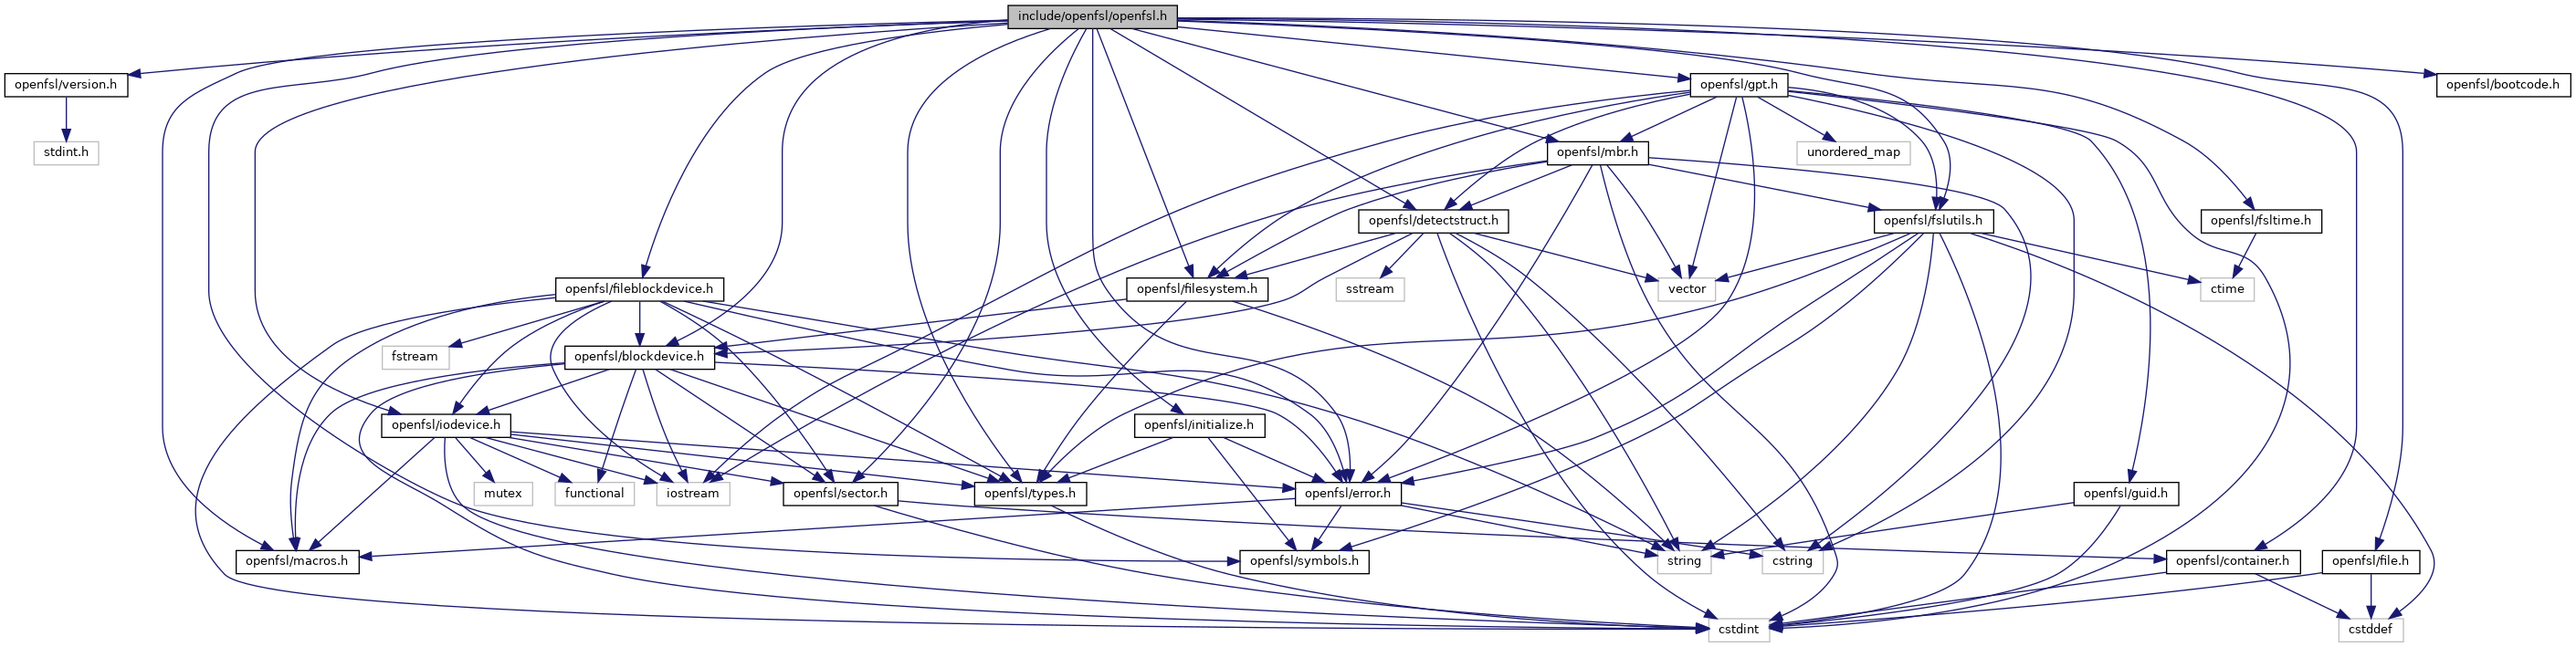 include/openfsl/openfsl.h
openfsl/version.h
openfsl/gpt.h
openfsl/bootcode.h
stdint.h
openfsl/mbr.h
unordered_map
openfsl/detectstruct.h
openfsl/fslutils.h
openfsl/fsltime.h
openfsl/fileblockdevice.h
openfsl/filesystem.h
sstream
vector
ctime
fstream
openfsl/blockdevice.h
openfsl/iodevice.h
openfsl/initialize.h
mutex
functional
iostream
openfsl/sector.h
openfsl/types.h
openfsl/error.h
openfsl/guid.h
openfsl/macros.h
openfsl/symbols.h
string
cstring
openfsl/container.h
openfsl/file.h
cstdint
cstddef